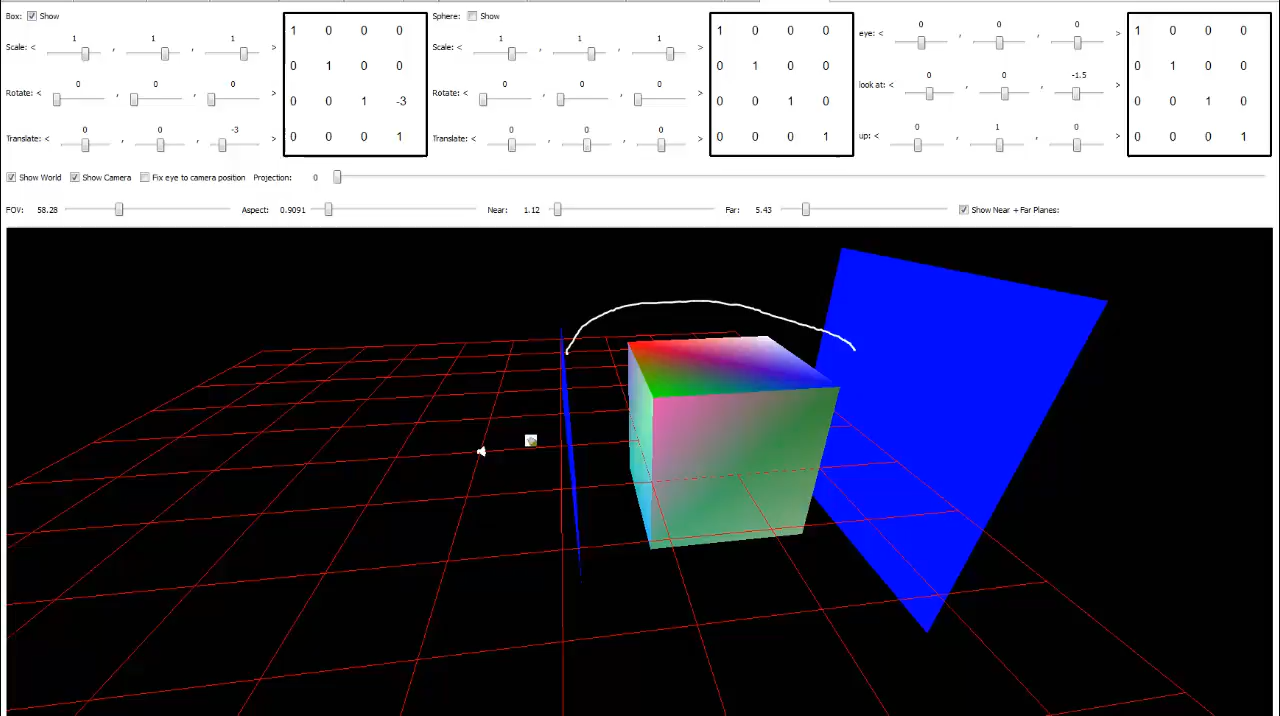 Box: Show
Sphere: Show
1 0 0 0
0 1 0 0
0 0 1 -3
0 0 0 1
1 0 0 0
0 1 0 0
0 0 1 0
0 0 0 1
1 0 0 0
0 1 0 0
0 0 1 0
0 0 0 1
1 1 1
Scale: < , , >
0 0 0
Rotate: < , , >
0 0 -3
Translate: < , , >
1 1 1
Scale: < , , >
0 0 0
Rotate: < , , >
0 0 0
Translate: < , , >
0 0 0
eye: < , , >
0 0 -1.5
look at: < , , >
0 1 0
up: < , , >
Show World Show Camera Fix eye to camera position Projection: 0
FOV: 58.28 Aspect: 0.9091 Near: 1.12 Far: 5.43 Show Near + Far Planes: